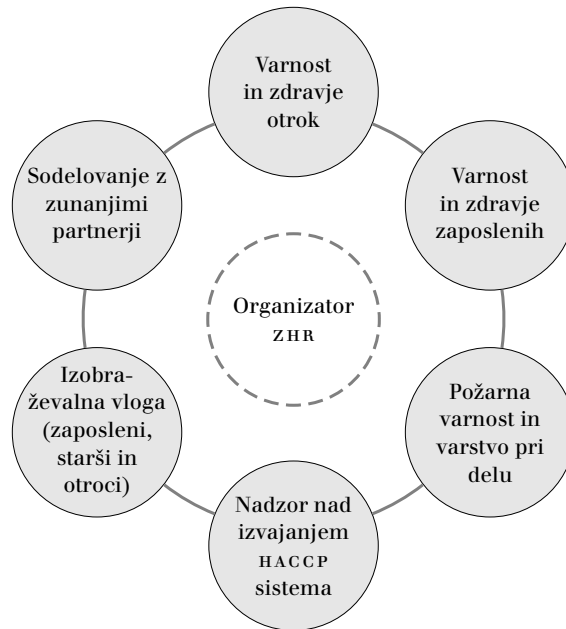 Varnost
in zdravje
otrok
Varnost
in zdravje
zaposlenih
Požarna
varnost in
varstvo pri
delu
Nadzor nad
izvajanjem
HACCP
sistema
Izobra-
ževalna vloga
(zaposleni,
starši in
otroci)
Sodelovanje z
zunanjimi
partnerji
Organizator
ZHR